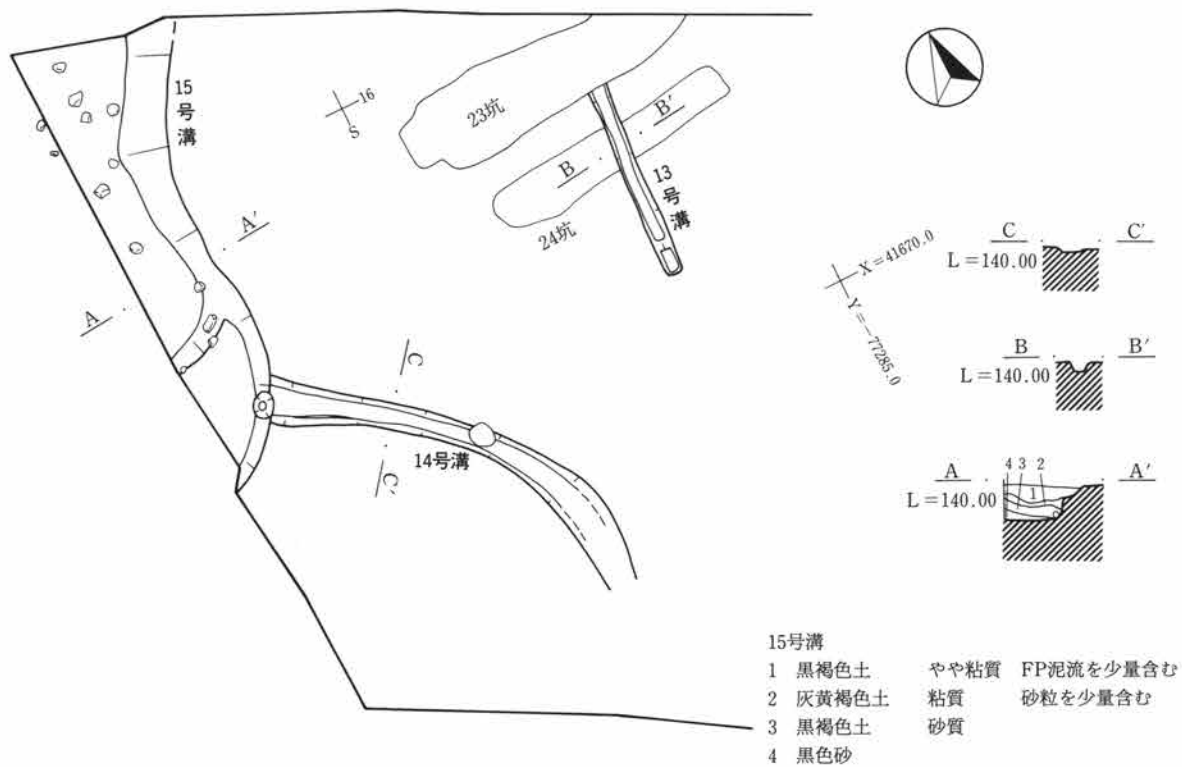 15号溝
16
S
23坑
B
B′
24坑
13号溝
A
A′
C
C′
14号溝
X=41670.0
Y=-77285.0
C C′
L=140.00
B B′
L=140.00
4 3 2
1
A A′
L=140.00
15号溝
1 黒褐色土 やや粘質 FP泥流を少量含む
2 灰黄褐色土 粘質 砂粒を少量含む
3 黒褐色土 砂質
4 黒色砂